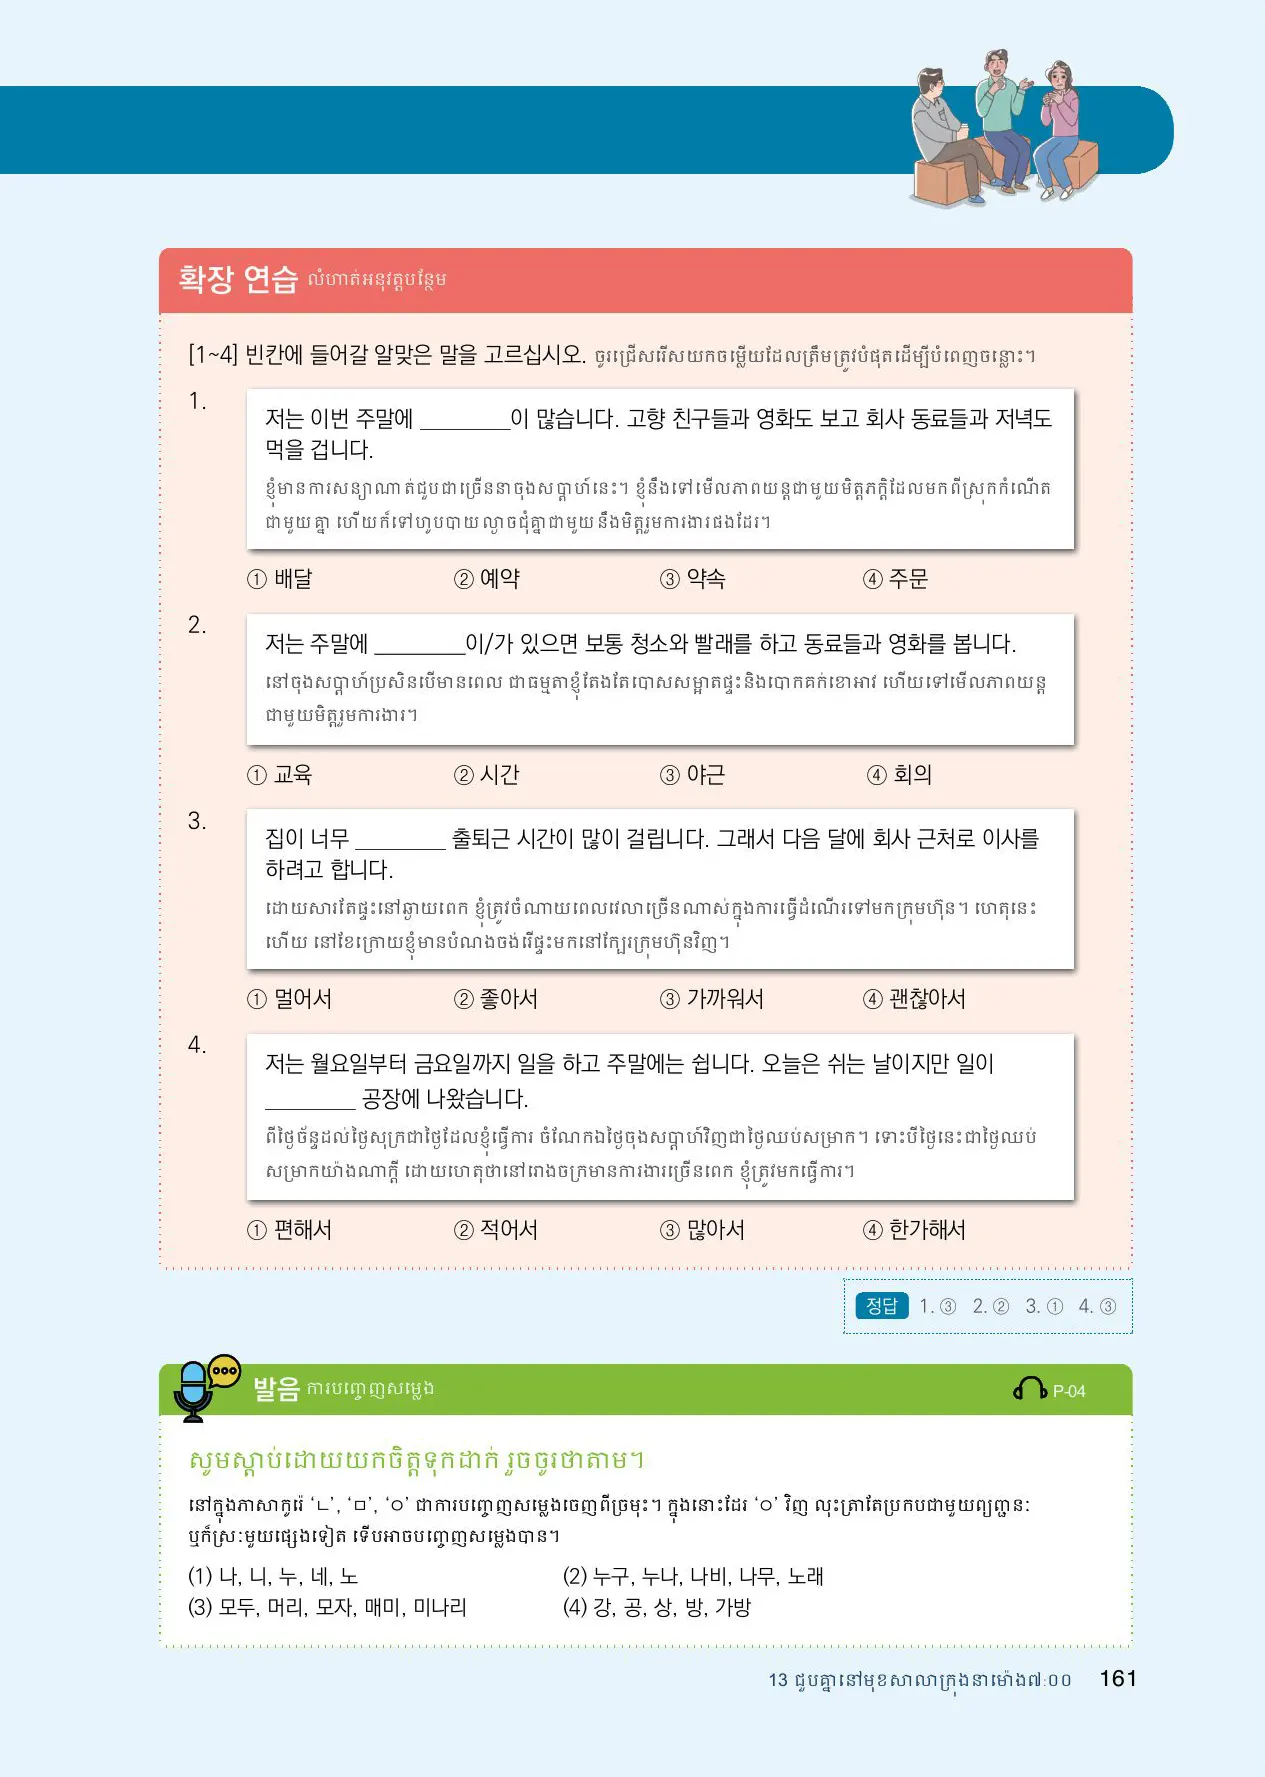 확장 연습 លំហាត់អនុវត្តបន្ថែម
[1~4] 빈칸에 들어갈 알맞은 말을 고르십시오. ចូរជ្រើសរើសយកចម្លើយដែលត្រឹមត្រូវបំផុតដើម្បីបំពេញចន្លោះ។
1.
저는 이번 주말에 ________이 많습니다. 고향 친구들과 영화도 보고 회사 동료들과 저녁도
먹을 겁니다.
ខ្ញុំមានការសន្យាណាត់ជួបជាច្រើននាចុងសប្ដាហ៍នេះ។ ខ្ញុំនឹងទៅមើលភាពយន្តជាមួយមិត្តភក្ដិដែលមកពីស្រុកកំណើត
ជាមួយគ្នា ហើយក៏ទៅហូបបាយល្ងាចជុំគ្នាជាមួយនឹងមិត្តរួមការងារផងដែរ។
① 배달 ② 예약 ③ 약속 ④ 주문
2.
저는 주말에 ________이/가 있으면 보통 청소와 빨래를 하고 동료들과 영화를 봅니다.
នៅចុងសប្ដាហ៍ប្រសិនបើមានពេល ជាធម្មតាខ្ញុំតែងតែបោសសម្អាតផ្ទះនិងបោកគក់ខោអាវ ហើយទៅមើលភាពយន្ត
ជាមួយមិត្តរួមការងារ។
① 교육 ② 시간 ③ 야근 ④ 회의
3.
집이 너무 ________ 출퇴근 시간이 많이 걸립니다. 그래서 다음 달에 회사 근처로 이사를
하려고 합니다.
ដោយសារតែផ្ទះនៅឆ្ងាយពេក ខ្ញុំត្រូវចំណាយពេលវេលាច្រើនណាស់ក្នុងការធ្វើដំណើរទៅមកក្រុមហ៊ុន។ ហេតុនេះ
ហើយ នៅខែក្រោយខ្ញុំមានបំណងចង់រើផ្ទះមកនៅក្បែរក្រុមហ៊ុនវិញ។
① 멀어서 ② 좋아서 ③ 가까워서 ④ 괜찮아서
4.
저는 월요일부터 금요일까지 일을 하고 주말에는 쉽니다. 오늘은 쉬는 날이지만 일이
________ 공장에 나왔습니다.
ពីថ្ងៃច័ន្ទដល់ថ្ងៃសុក្រជាថ្ងៃដែលខ្ញុំធ្វើការ ចំណែកឯថ្ងៃចុងសប្ដាហ៍វិញជាថ្ងៃឈប់សម្រាក។ ទោះបីថ្ងៃនេះជាថ្ងៃឈប់
សម្រាកយ៉ាងណាក្ដី ដោយហេតុថានៅរោងចក្រមានការងារច្រើនពេក ខ្ញុំត្រូវមកធ្វើការ។
① 편해서 ② 적어서 ③ 많아서 ④ 한가해서
정답 1. ③ 2. ② 3. ① 4. ③
발음 ការបញ្ចេញសម្លេង P-04
សូមស្ដាប់ដោយយកចិត្តទុកដាក់ រួចចូរថាតាម។
នៅក្នុងភាសាកូរ៉េ ‘ㄴ’, ‘ㅁ’, ‘ㅇ’ ជាការបញ្ចេញសម្លេងចេញពីច្រមុះ។ ក្នុងនោះដែរ ‘ㅇ’ វិញ លុះត្រាតែប្រកបជាមួយព្យញ្ជនៈ
ឬក៏ស្រៈមួយផ្សេងទៀត ទើបអាចបញ្ចេញសម្លេងបាន។
(1) 나, 니, 누, 네, 노 (2) 누구, 누나, 나비, 나무, 노래
(3) 모두, 머리, 모자, 매미, 미나리 (4) 강, 공, 상, 방, 가방
13 ជួបគ្នានៅមុខសាលាក្រុងនាម៉ោង៧:០០ 161